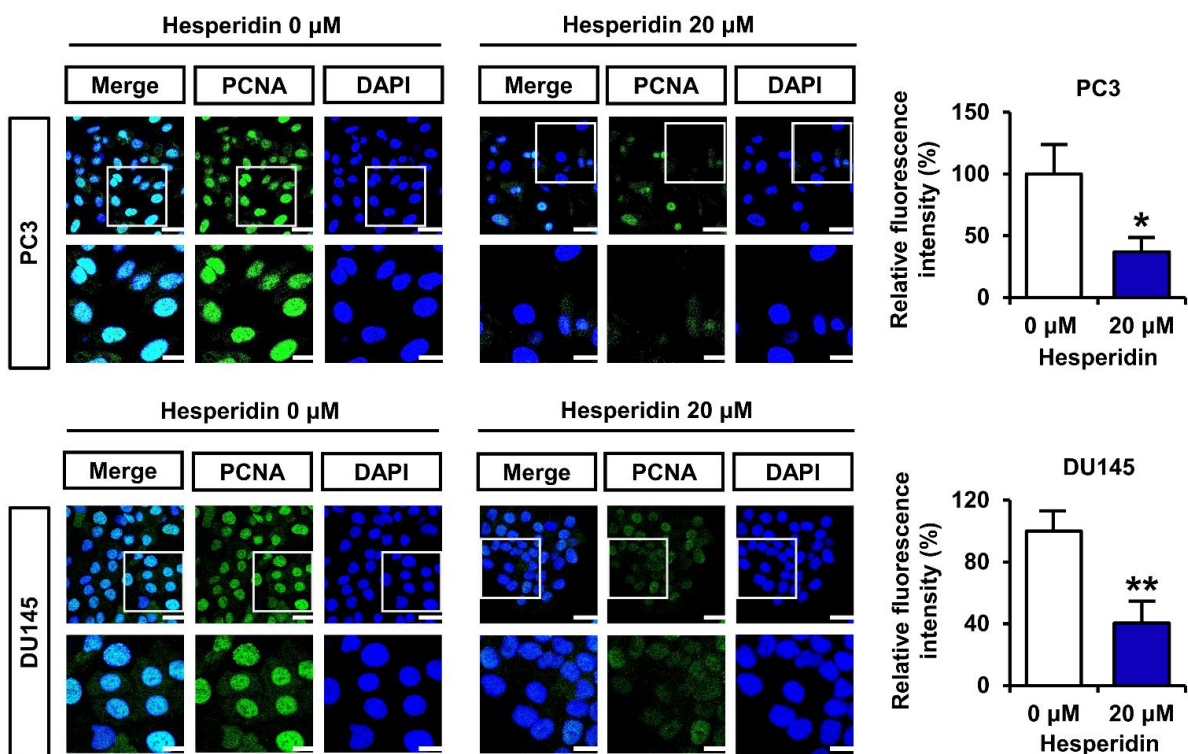 Hesperidin 0 µM
Hesperidin 20 µM
Merge
PCNA
DAPI
Merge
PCNA
DAPI
PC3
PC3
Relative fluorescence
intensity (%)
150
100
50
0
*
0 µM
20 µM
Hesperidin
Hesperidin 0 µM
Hesperidin 20 µM
Merge
PCNA
DAPI
Merge
PCNA
DAPI
DU145
DU145
Relative fluorescence
intensity (%)
120
80
40
0
**
0 µM
20 µM
Hesperidin